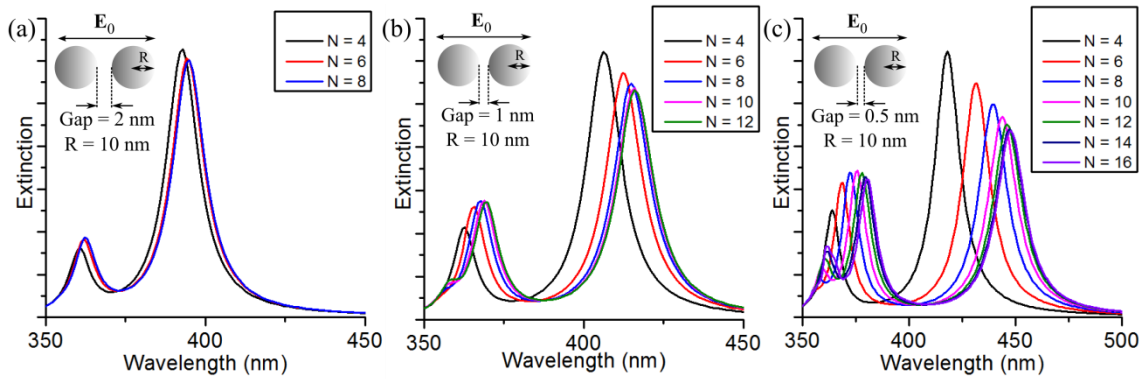 (a)
E₀
R
Gap = 2 nm
R = 10 nm
N = 4
N = 6
N = 8
Extinction
350 400 450
Wavelength (nm)
(b)
E₀
R
Gap = 1 nm
R = 10 nm
N = 4
N = 6
N = 8
N = 10
N = 12
Extinction
350 400 450
Wavelength (nm)
(c)
E₀
R
Gap = 0.5 nm
R = 10 nm
N = 4
N = 6
N = 8
N = 10
N = 12
N = 14
N = 16
Extinction
350 400 450 500
Wavelength (nm)